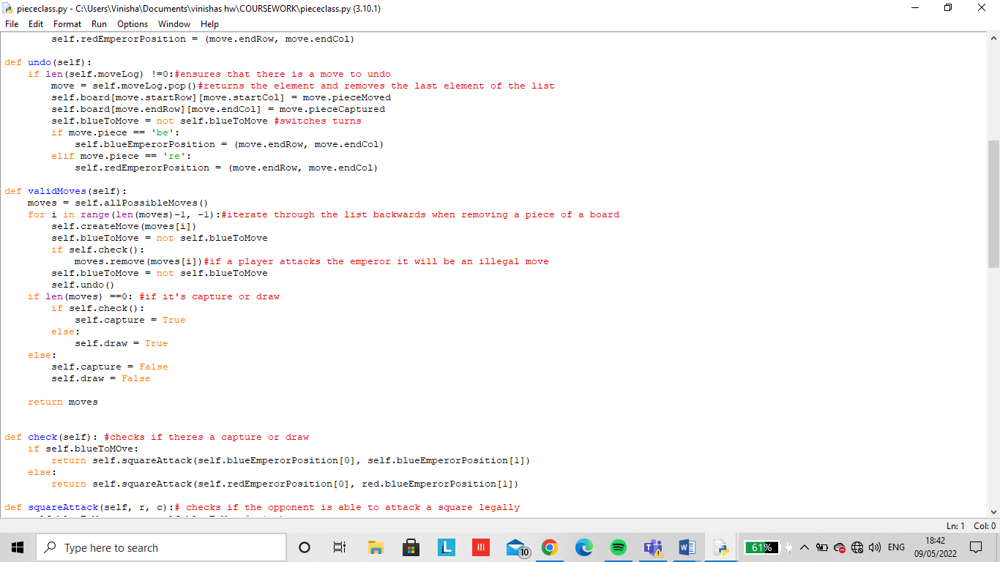 piececlass.py - C:\Users\Vinisha\Documents\vinishas hw\COURSEWORK\piececlass.py (3.10.1)
File Edit Format Run Options Window Help
        self.redEmperorPosition = (move.endRow, move.endCol)
def undo(self):
    if len(self.moveLog) !=0:#ensures that there is a move to undo
        move = self.moveLog.pop()#returns the element and removes the last element of the list
        self.board[move.startRow][move.startCol] = move.pieceMoved
        self.board[move.endRow][move.endCol] = move.pieceCaptured
        self.blueToMove = not self.blueToMove #switches turns
        if move.piece == 'be':
            self.blueEmperorPosition = (move.endRow, move.endCol)
        elif move.piece == 're':
            self.redEmperorPosition = (move.endRow, move.endCol)
def validMoves(self):
    moves = self.allPossibleMoves()
    for i in range(len(moves)-1, -1):#iterate through the list backwards when removing a piece of a board
        self.createMove(moves[i])
        self.blueToMove = not self.blueToMove
        if self.check():
            moves.remove(moves[i])#if a player attacks the emperor it will be an illegal move
        self.blueToMove = not self.blueToMove
        self.undo()
    if len(moves) ==0: #if it's capture or draw
        if self.check():
            self.capture = True
        else:
            self.draw = True
    else:
        self.capture = False
        self.draw = False
    return moves
def check(self): #checks if theres a capture or draw
    if self.blueToMOve:
        return self.squareAttack(self.blueEmperorPosition[0], self.blueEmperorPosition[1])
    else:
        return self.squareAttack(self.redEmperorPosition[0], red.blueEmperorPosition[1])
def squareAttack(self, r, c):# checks if the opponent is able to attack a square legally
Ln: 1 Col: 0
Type here to search
L
10
61%
ENG
18:42
09/05/2022